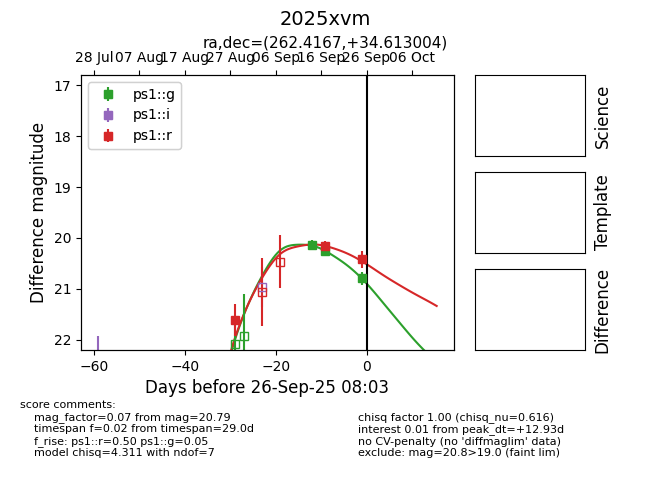 2025xvm
ra,dec=(262.4167,+34.613004)
28 Jul 07 Aug 17 Aug 27 Aug 06 Sep 16 Sep 26 Sep 06 Oct
ps1::g
ps1::i
ps1::r
17
18
19
20
21
22
Difference magnitude
−60 −40 −20 0
Days before 26-Sep-25 08:03
Science
Template
Difference
score comments:
mag_factor=0.07 from mag=20.79
timespan f=0.02 from timespan=29.0d
f_rise: ps1::r=0.50 ps1::g=0.05
model chisq=4.311 with ndof=7
chisq factor 1.00 (chisq_nu=0.616)
interest 0.01 from peak_dt=+12.93d
no CV-penalty (no 'diffmaglim' data)
exclude: mag=20.8>19.0 (faint lim)